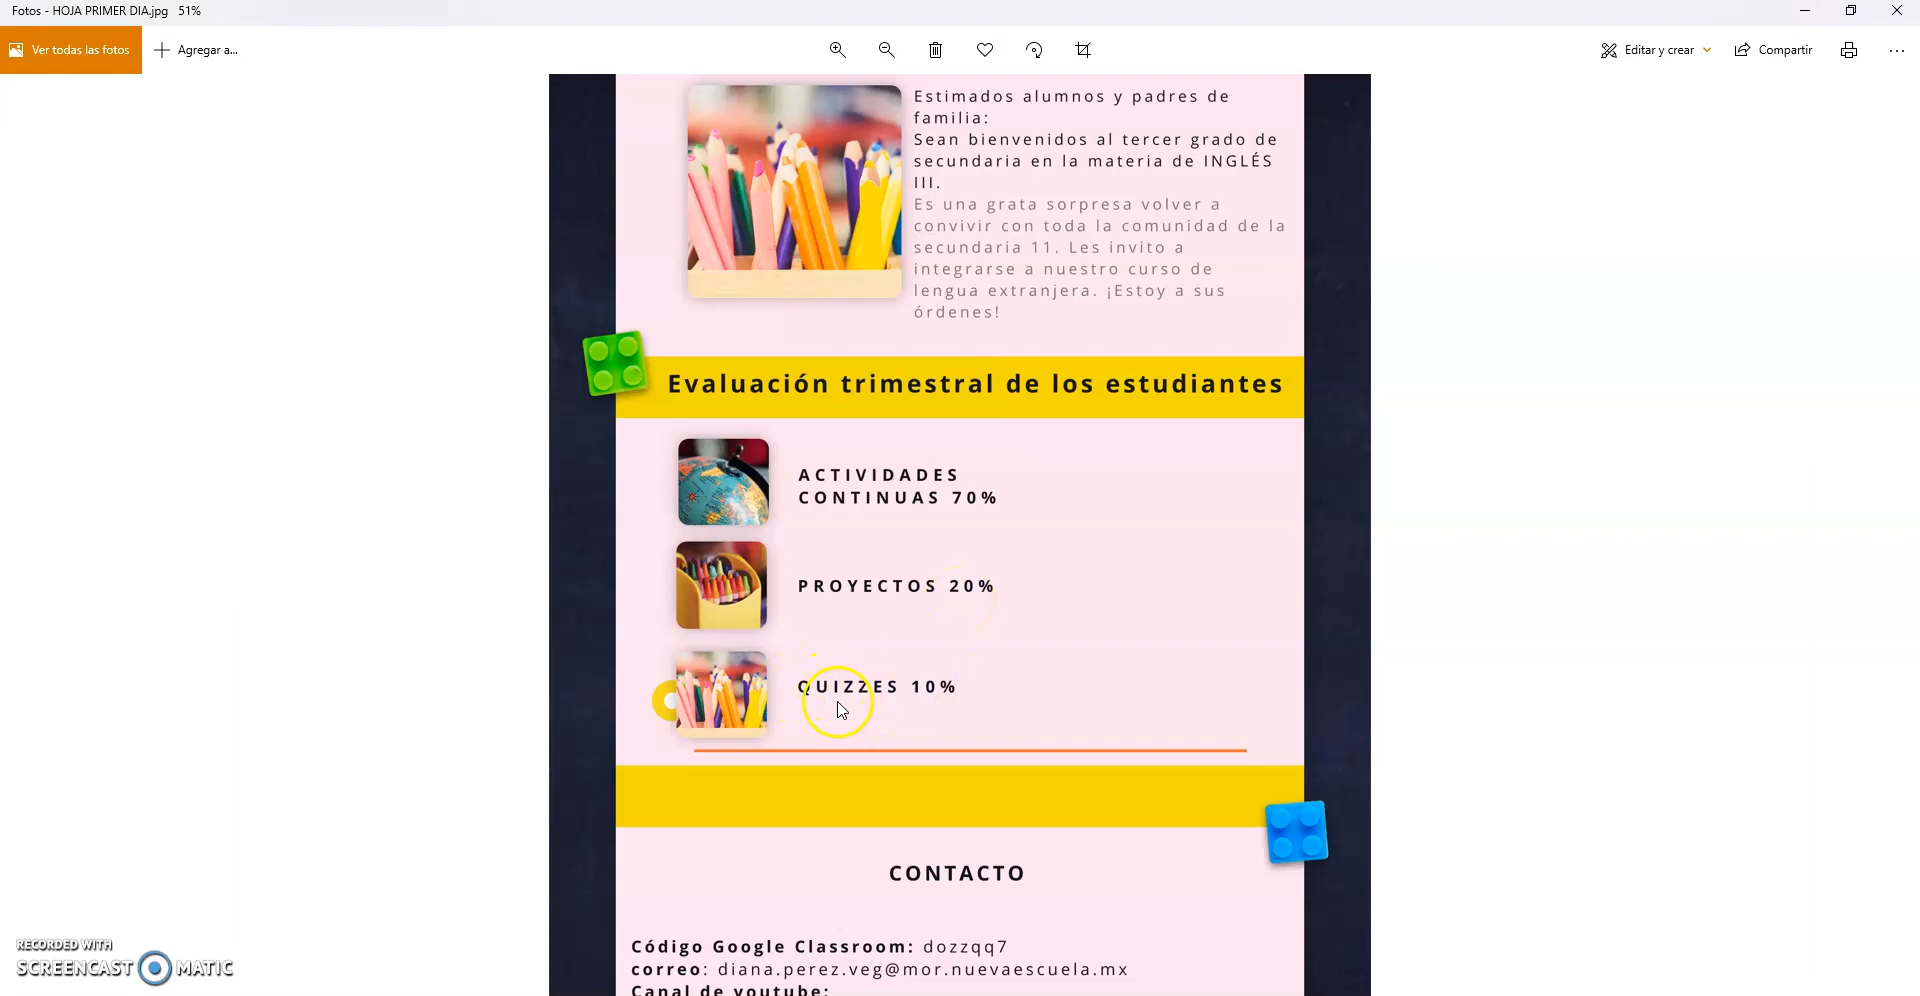 Fotos - HOJA PRIMER DIA.jpg 51%
Ver todas las fotos
Agregar a...
Editar y crear
Compartir
Estimados alumnos y padres de
familia:
Sean bienvenidos al tercer grado de
secundaria en la materia de INGLÉS
III.
Es una grata sorpresa volver a
convivir con toda la comunidad de la
secundaria 11. Les invito a
integrarse a nuestro curso de
lengua extranjera. ¡Estoy a sus
órdenes!
Evaluación trimestral de los estudiantes
ACTIVIDADES
CONTINUAS 70%
PROYECTOS 20%
QUIZZES 10%
CONTACTO
Código Google Classroom: dozzqq7
correo: diana.perez.veg@mor.nuevaescuela.mx
Canal de youtube:
RECORDED WITH
SCREENCAST MATIC